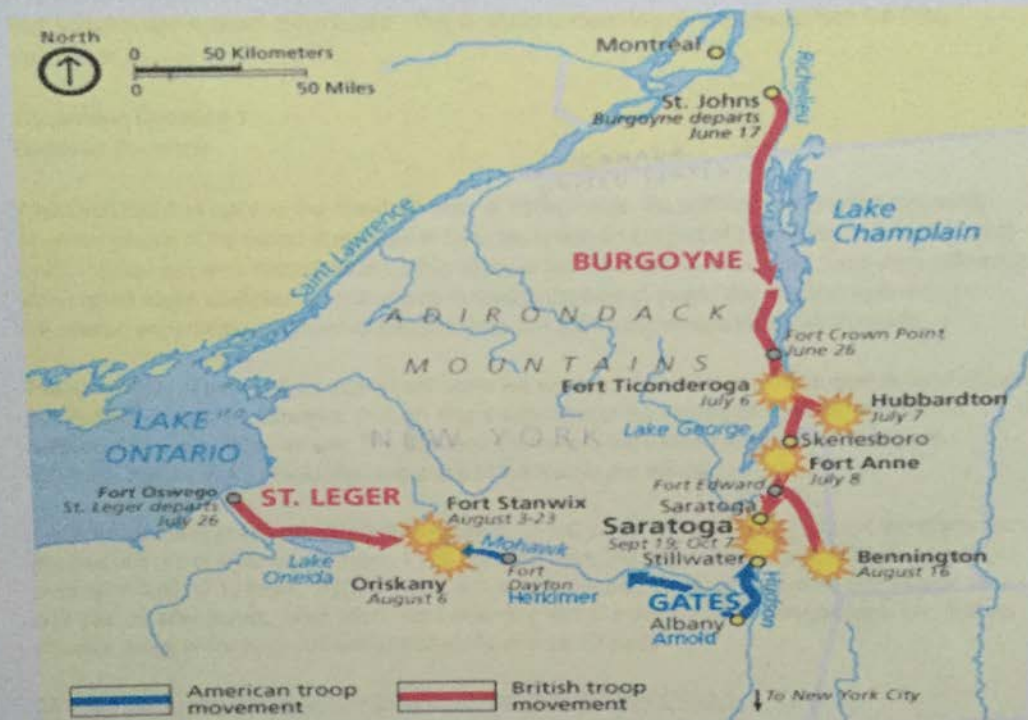 North
0 50 Kilometers
0 50 Miles
Montréal
Richelieu
St. Johns
Burgoyne departs
June 17
Saint Lawrence
Lake
Champlain
BURGOYNE
ADIRONDACK
MOUNTAINS
Fort Crown Point
June 26
Fort Ticonderoga
July 6
Hubbardton
July 7
LAKE
ONTARIO
NEW YORK
Lake George
Skenesboro
Fort Anne
July 8
Fort Oswego
St. Leger departs
July 26
ST. LEGER
Fort Stanwix
August 3-23
Fort Edward
Saratoga
Saratoga
Sept 19; Oct 7
Stillwater
Bennington
August 16
Mohawk
Lake
Oneida
Oriskany
August 6
Fort
Dayton
Herkimer
GATES
Hudson
Albany
Arnold
American troop
movement
British troop
movement
To New York City